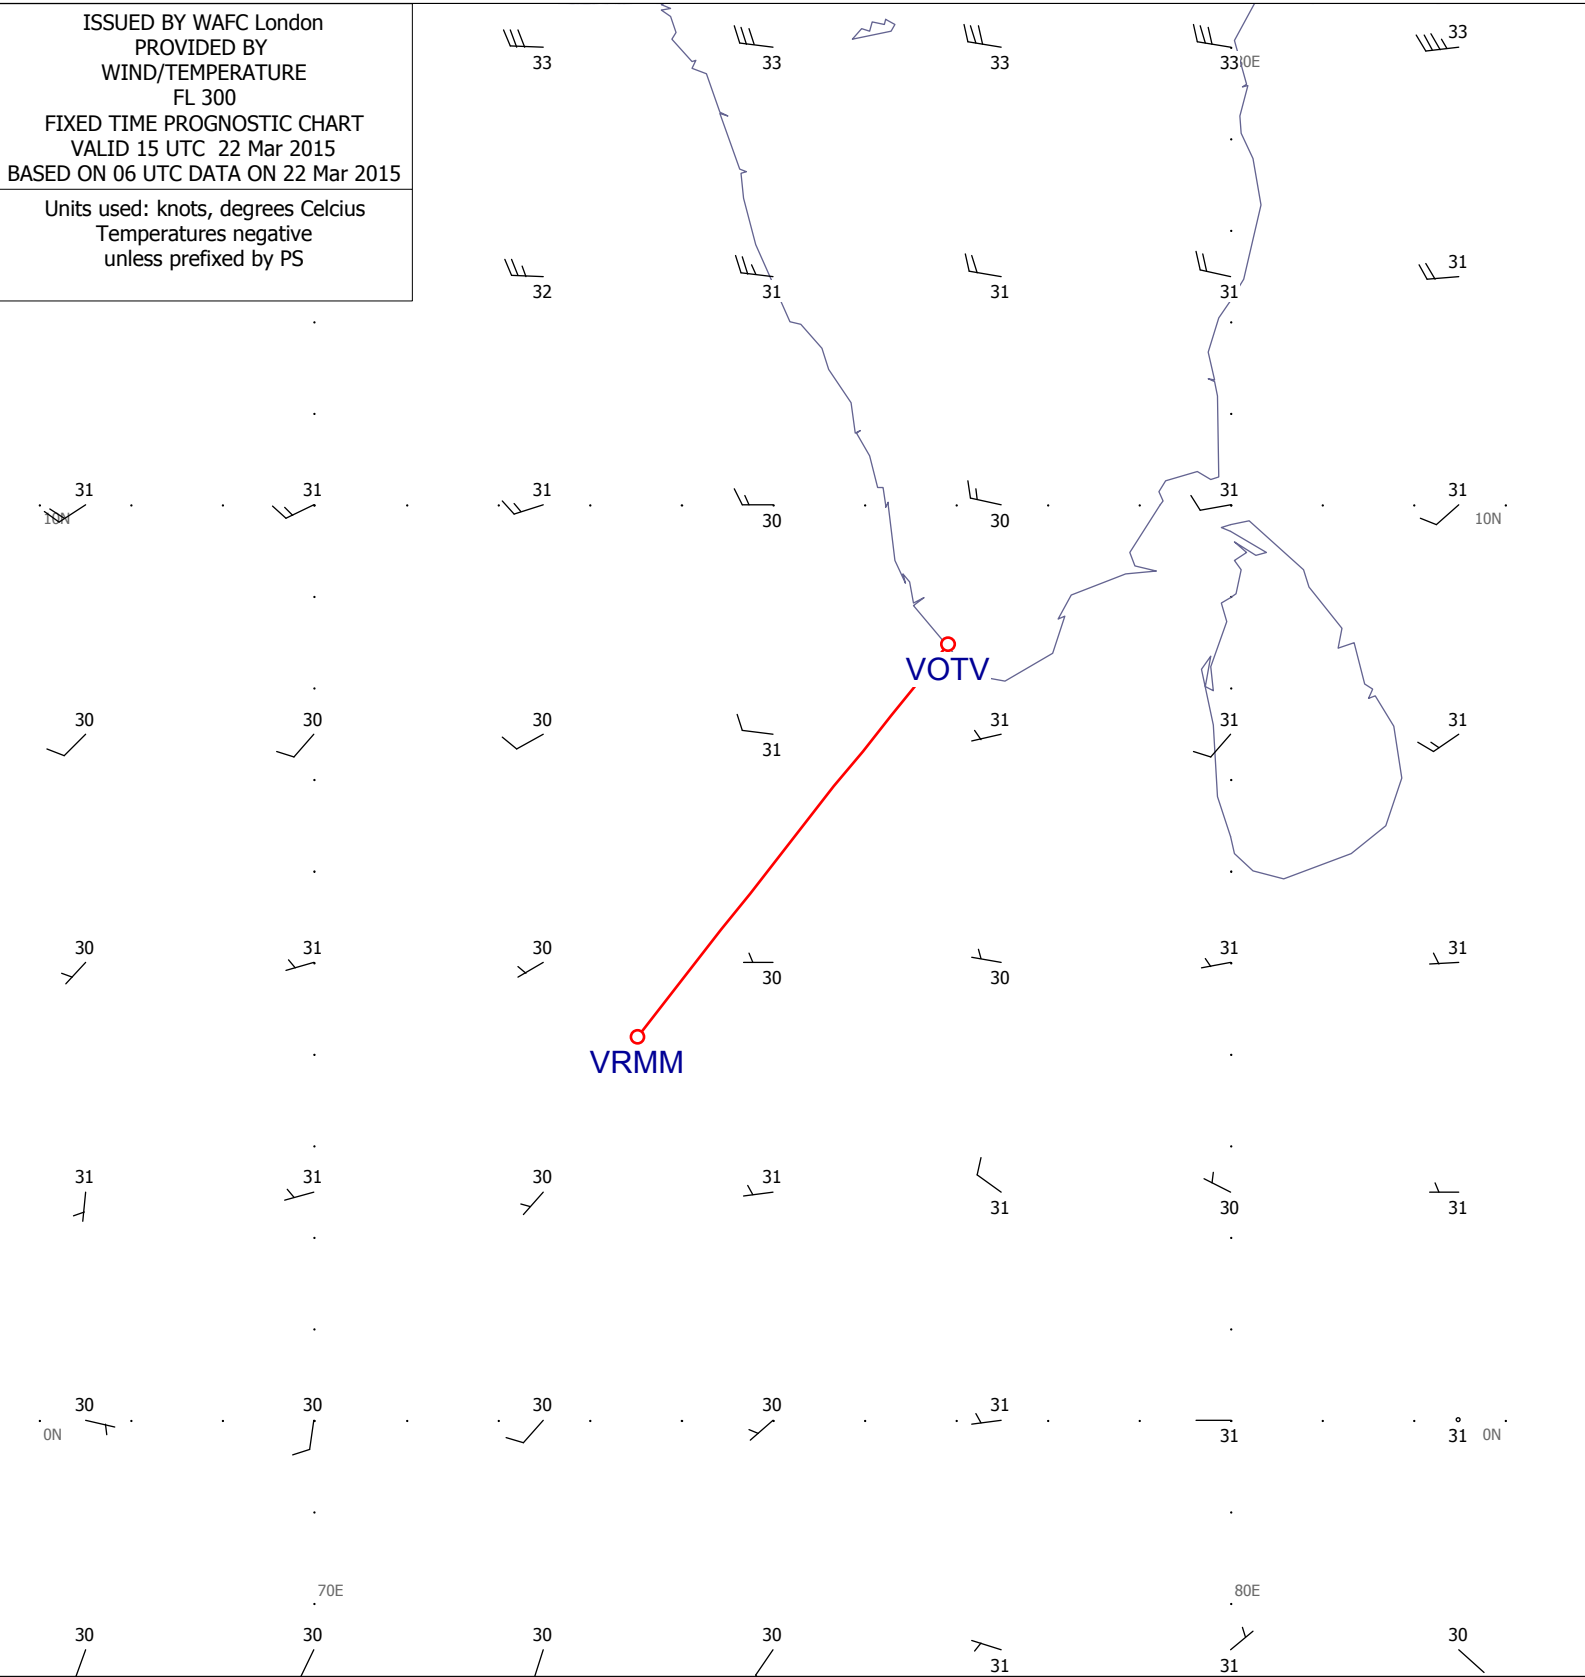 ISSUED BY WAFC London
PROVIDED BY
WIND/TEMPERATURE
FL 300
FIXED TIME PROGNOSTIC CHART
VALID 15 UTC 22 Mar 2015
BASED ON 06 UTC DATA ON 22 Mar 2015
Units used: knots, degrees Celcius
Temperatures negative
unless prefixed by PS
33 33 33 33 33
32 31 31 31 31
31 31 31 30 30 31 31
10N 10N
VOTV
30 30 30 31 31 31 31
30 31 30 30 30 31 31
VRMM
31 31 30 31 31 30 31
30 30 30 30 31 31 31
0N 0N
70E 80E
30 30 30 30 31 31 30